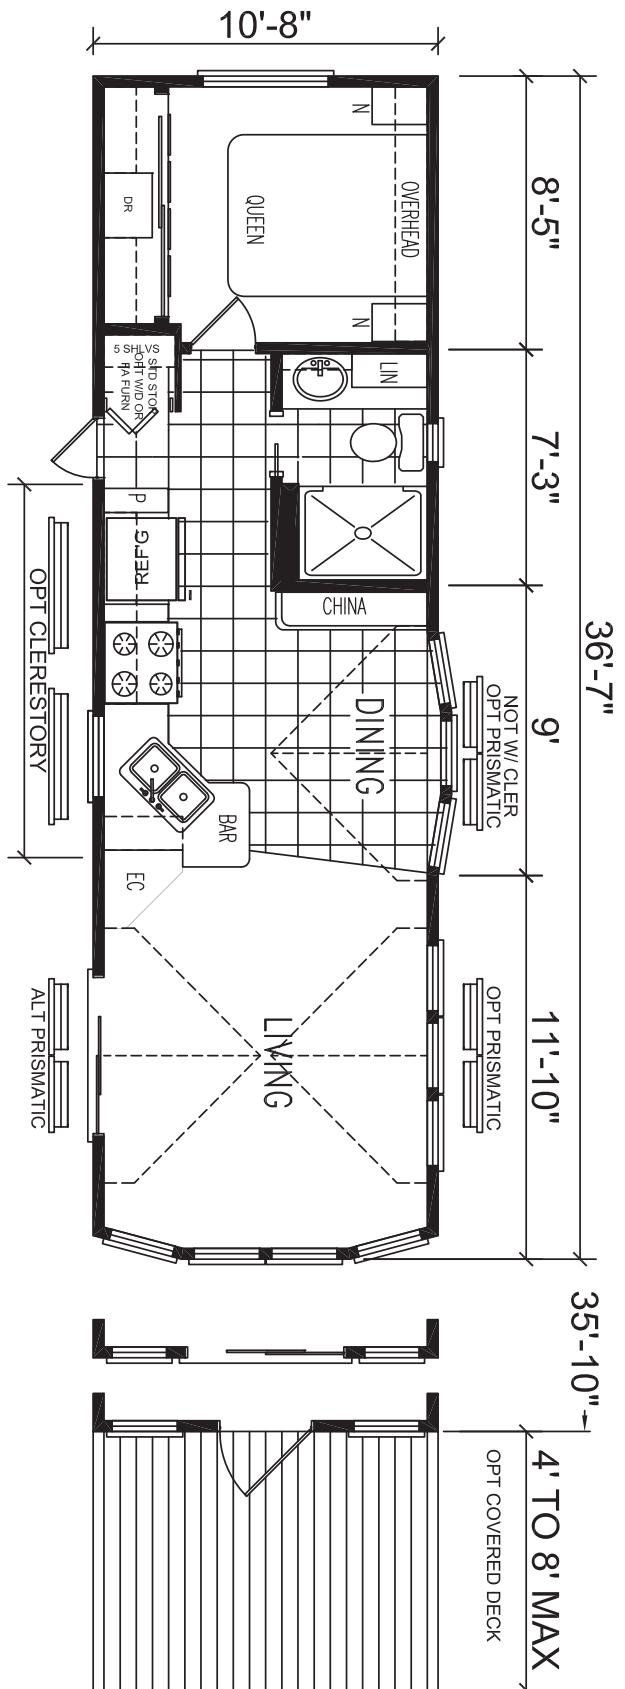 10'-8"
8'-5"
7'-3"
9'
11'-10"
36'-7"
35'-10"
4' TO 8' MAX
OPT COVERED DECK
N
OVERHEAD
QUEEN
DR
N
5 SHLVS
STD STOR
OPT W/D OR
FA FURN
LIN
P
REF'G
CHINA
DINING
NOT W/ CLER
OPT PRISMATIC
OPT CLERESTORY
BAR
EC
LIVING
OPT PRISMATIC
ALT PRISMATIC